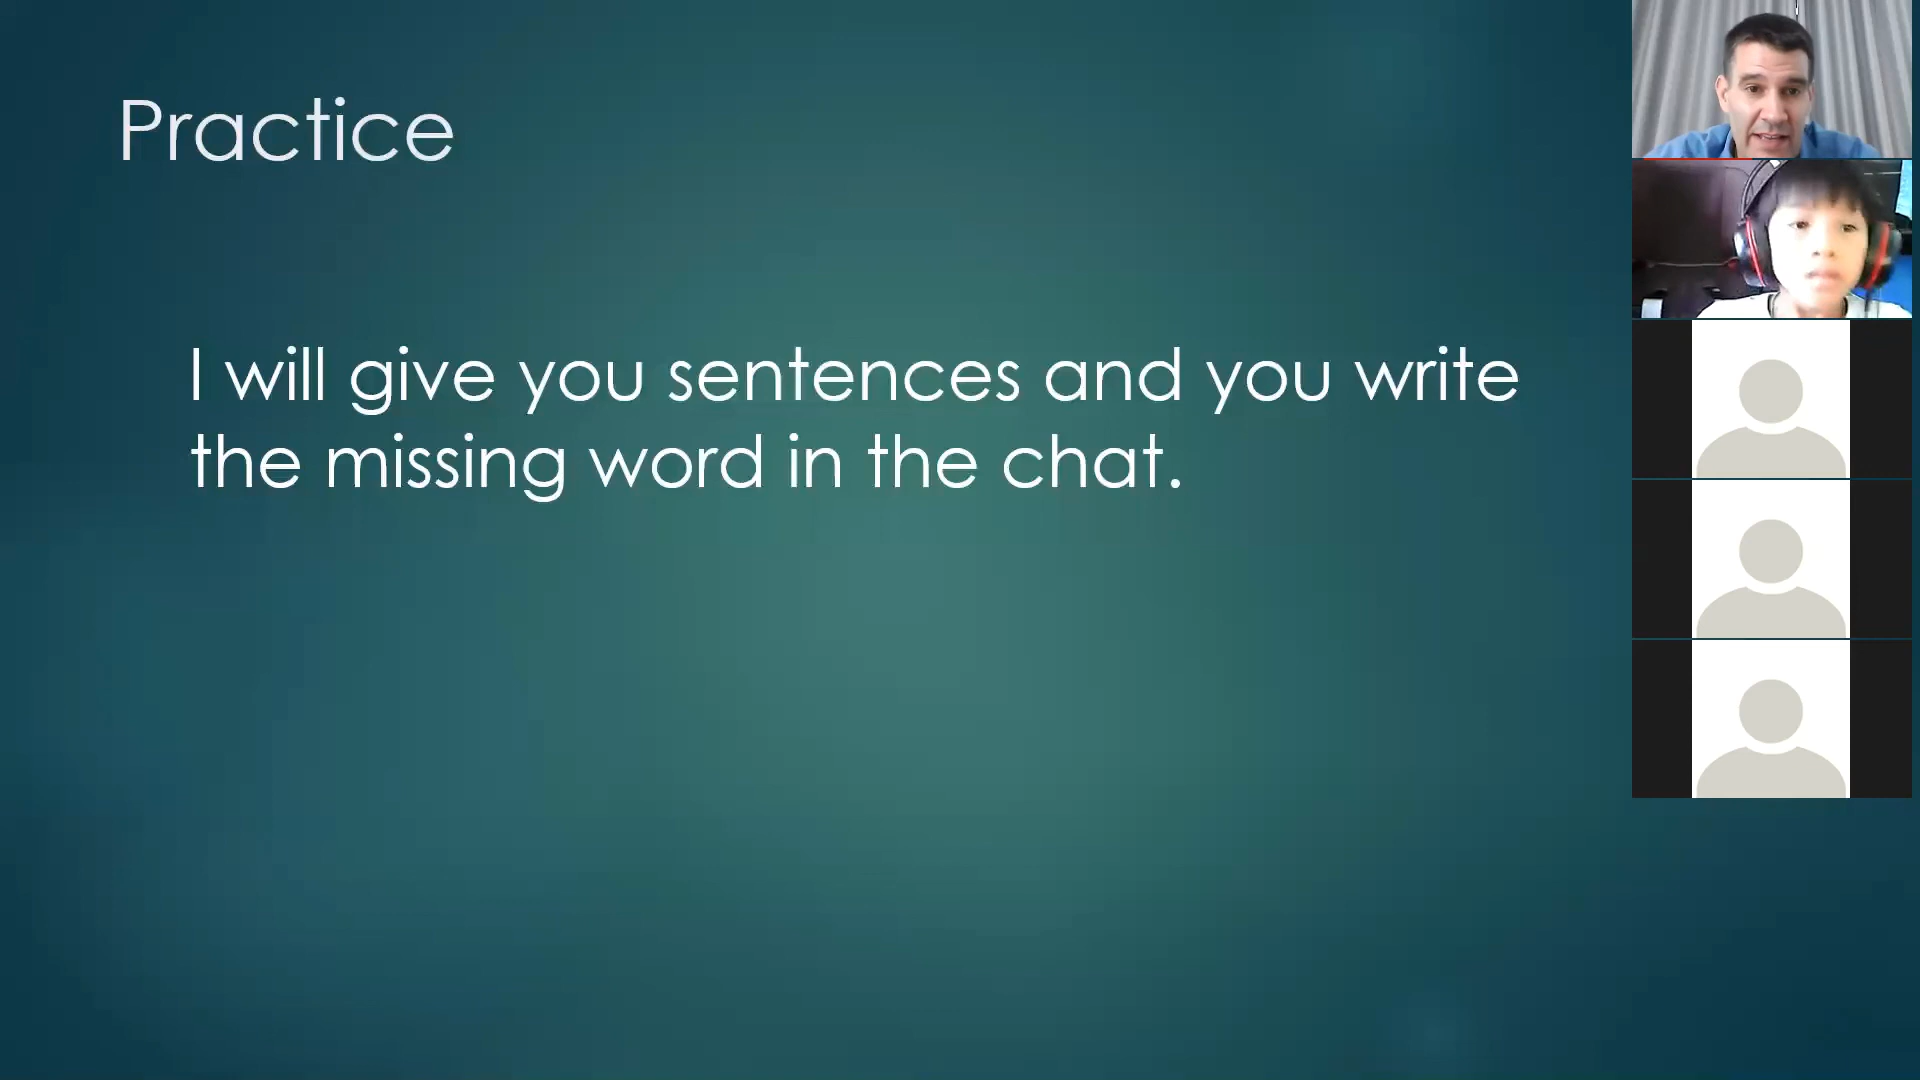 Practice
I will give you sentences and you write
the missing word in the chat.